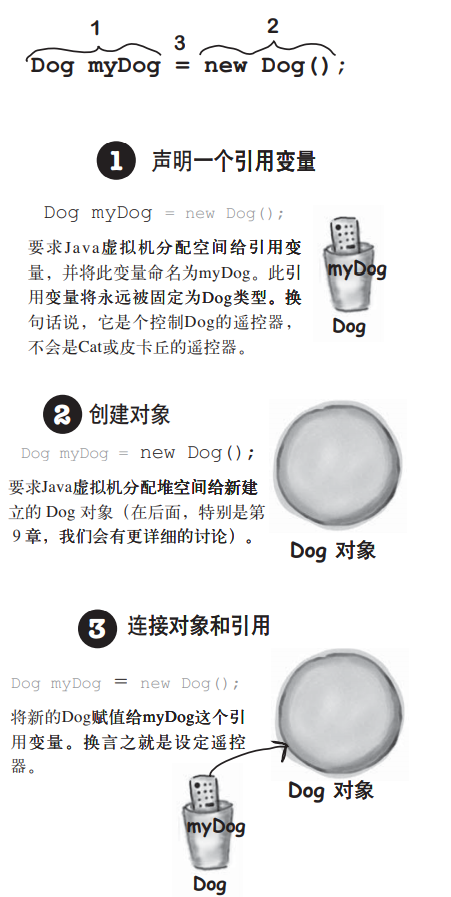 1
2
3
Dog myDog = new Dog();
1 声明一个引用变量
Dog myDog = new Dog();
要求Java虚拟机分配空间给引用变
量，并将此变量命名为myDog。此引
用变量将永远被固定为Dog类型。换
句话说，它是个控制Dog的遥控器，
不会是Cat或皮卡丘的遥控器。
myDog
Dog
2 创建对象
Dog myDog = new Dog();
要求Java虚拟机分配堆空间给新建
立的 Dog 对象（在后面，特别是第
9 章，我们会有更详细的讨论）。
Dog 对象
3 连接对象和引用
Dog myDog = new Dog();
将新的Dog赋值给myDog这个引
用变量。换言之就是设定遥控
器。
Dog 对象
myDog
Dog